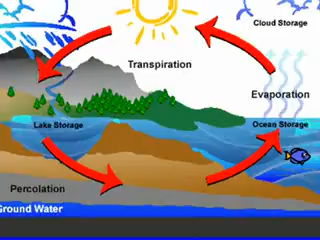 Cloud Storage
Transpiration
Evaporation
Lake Storage
Ocean Storage
Percolation
Ground Water